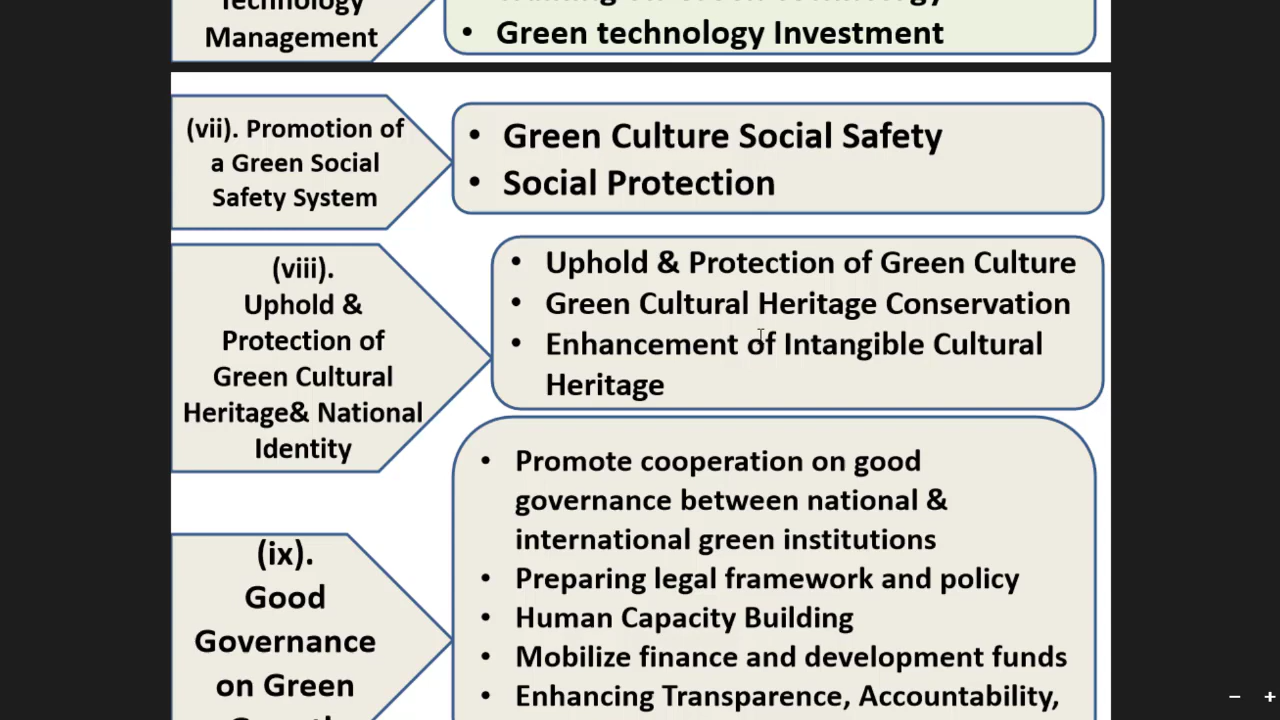 Technology
Management
• Green technology Investment
(vii). Promotion of
a Green Social
Safety System
• Green Culture Social Safety
• Social Protection
(viii).
Uphold &
Protection of
Green Cultural
Heritage& National
Identity
• Uphold & Protection of Green Culture
• Green Cultural Heritage Conservation
• Enhancement of Intangible Cultural
Heritage
(ix).
Good
Governance
on Green
• Promote cooperation on good
governance between national &
international green institutions
• Preparing legal framework and policy
• Human Capacity Building
• Mobilize finance and development funds
• Enhancing Transparence, Accountability,